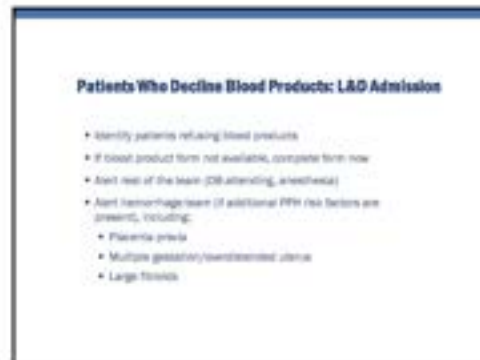 Patients Who Decline Blood Products: L&D Admission
• Identify patients refusing blood products
• If blood product form not available, complete form now
• Alert rest of the team (OB attending, anesthesia)
• Alert hemorrhage team (if additional PPH risk factors are
present), including:
• Placenta previa
• Multiple gestation/overdistended uterus
• Large fibroids